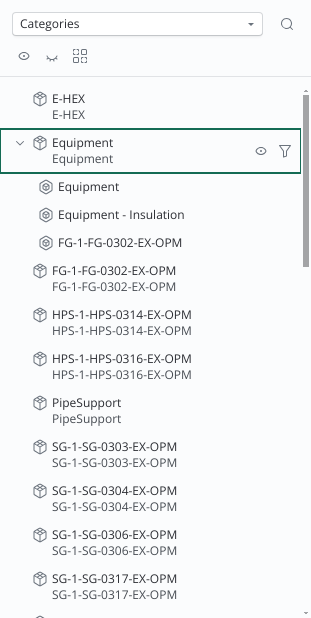 Categories
E-HEX
E-HEX
Equipment
Equipment
Equipment
Equipment - Insulation
FG-1-FG-0302-EX-OPM
FG-1-FG-0302-EX-OPM
FG-1-FG-0302-EX-OPM
HPS-1-HPS-0314-EX-OPM
HPS-1-HPS-0314-EX-OPM
HPS-1-HPS-0316-EX-OPM
HPS-1-HPS-0316-EX-OPM
PipeSupport
PipeSupport
SG-1-SG-0303-EX-OPM
SG-1-SG-0303-EX-OPM
SG-1-SG-0304-EX-OPM
SG-1-SG-0304-EX-OPM
SG-1-SG-0306-EX-OPM
SG-1-SG-0306-EX-OPM
SG-1-SG-0317-EX-OPM
SG-1-SG-0317-EX-OPM